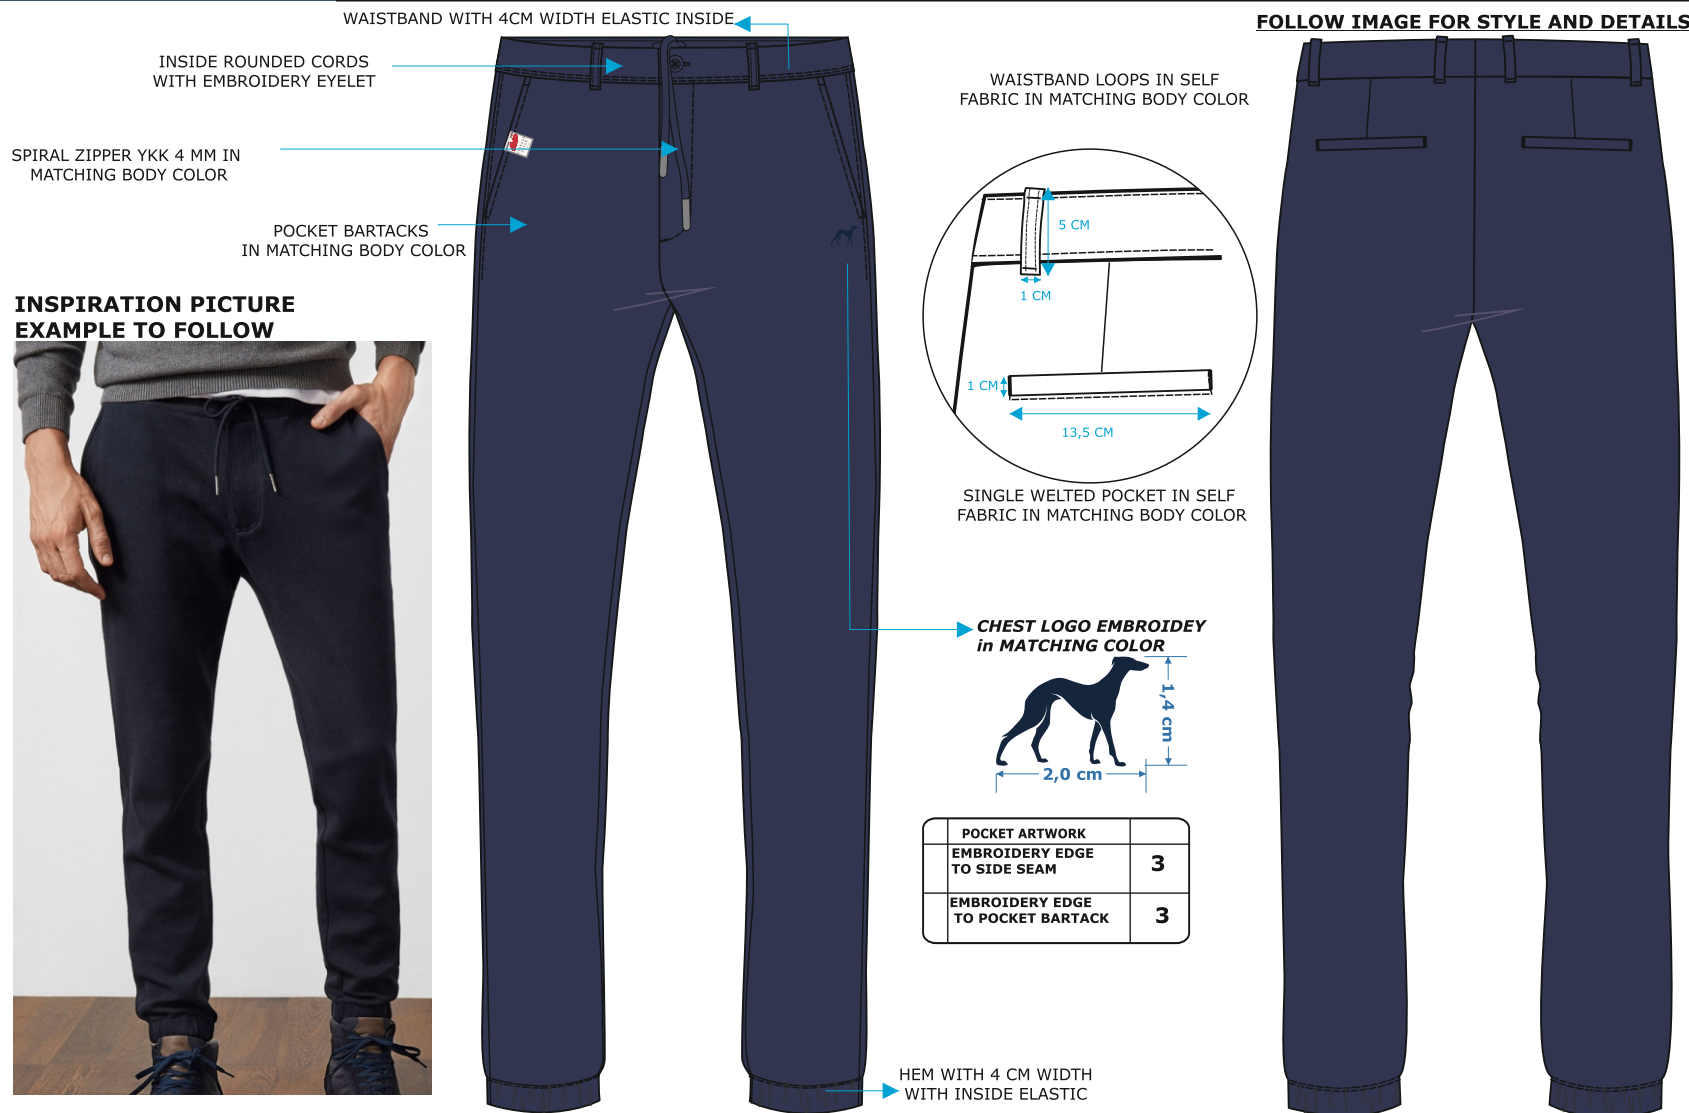 WAISTBAND WITH 4CM WIDTH ELASTIC INSIDE
FOLLOW IMAGE FOR STYLE AND DETAILS
INSIDE ROUNDED CORDS
WITH EMBROIDERY EYELET
WAISTBAND LOOPS IN SELF
FABRIC IN MATCHING BODY COLOR
SPIRAL ZIPPER YKK 4 MM IN
MATCHING BODY COLOR
POCKET BARTACKS
IN MATCHING BODY COLOR
5 CM
1 CM
1 CM
13,5 CM
INSPIRATION PICTURE
EXAMPLE TO FOLLOW
SINGLE WELTED POCKET IN SELF
FABRIC IN MATCHING BODY COLOR
CHEST LOGO EMBROIDEY
in MATCHING COLOR
1,4 cm
2,0 cm
POCKET ARTWORK
EMBROIDERY EDGE
TO SIDE SEAM
3
EMBROIDERY EDGE
TO POCKET BARTACK
3
HEM WITH 4 CM WIDTH
WITH INSIDE ELASTIC